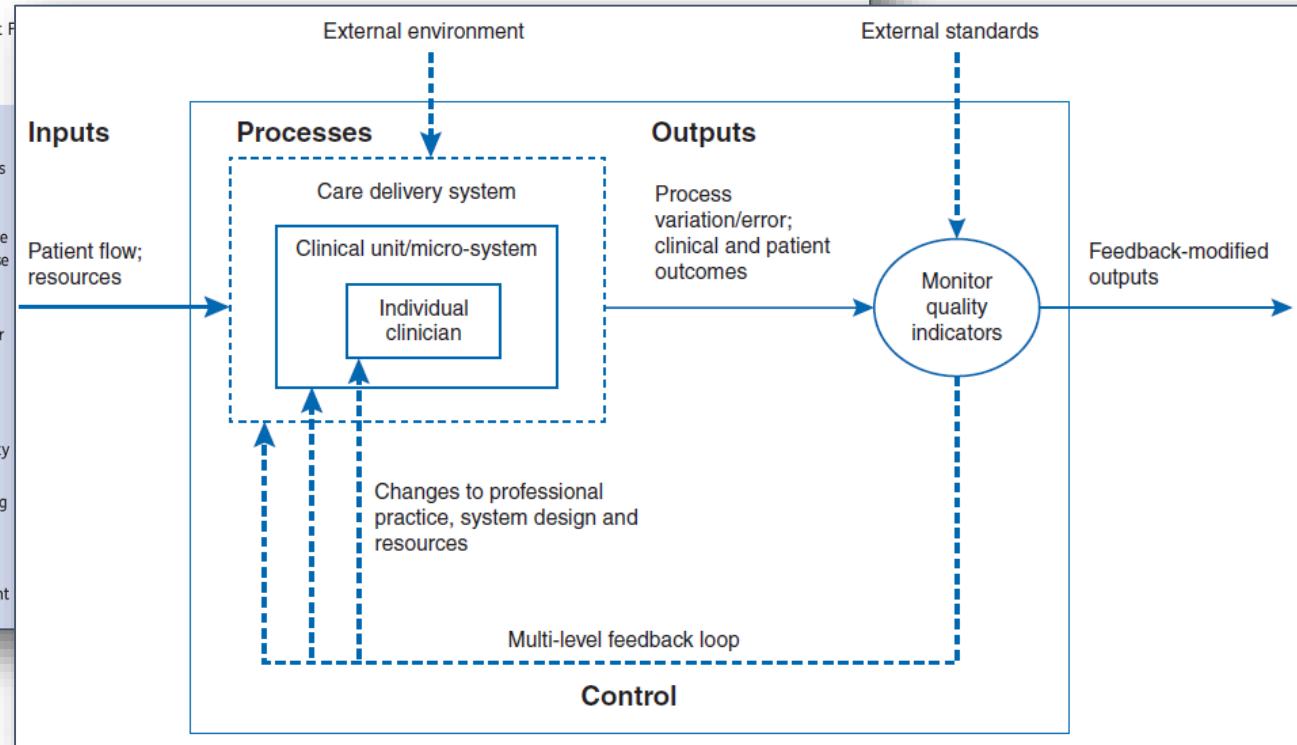 External environment
External standards
Inputs
Processes
Outputs
Care delivery system
Process
variation/error;
clinical and patient
outcomes
Patient flow;
resources
Clinical unit/micro-system
Individual
clinician
Monitor
quality
indicators
Feedback-modified
outputs
Changes to professional
practice, system design and
resources
Multi-level feedback loop
Control